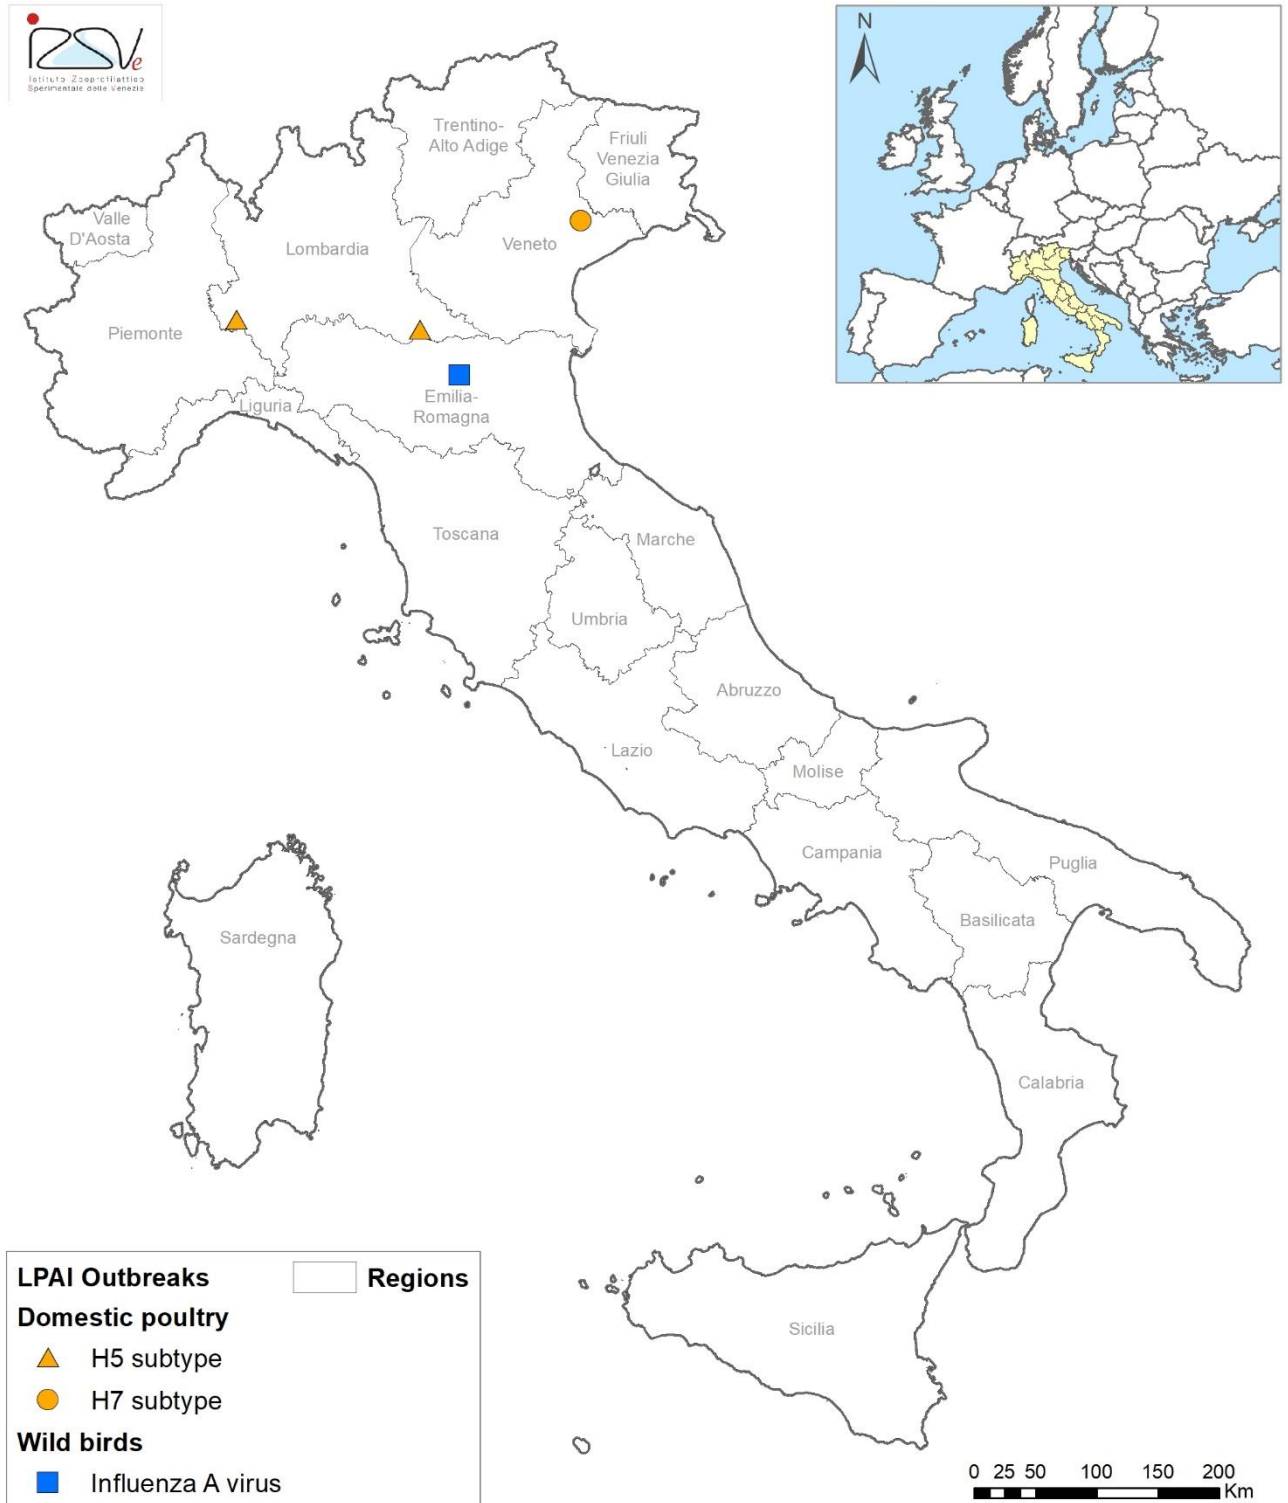 IZSVe
Istituto Zooprofilattico
Sperimentale delle Venezie
N
Trentino-
Alto Adige
Friuli
Venezia
Giulia
Valle
D'Aosta
Lombardia
Veneto
Piemonte
Emilia-
Romagna
Liguria
Toscana
Marche
Umbria
Abruzzo
Lazio
Molise
Campania
Puglia
Basilicata
Sardegna
Calabria
Sicilia
LPAI Outbreaks
Regions
Domestic poultry
H5 subtype
H7 subtype
Wild birds
Influenza A virus
0 25 50 100 150 200
Km